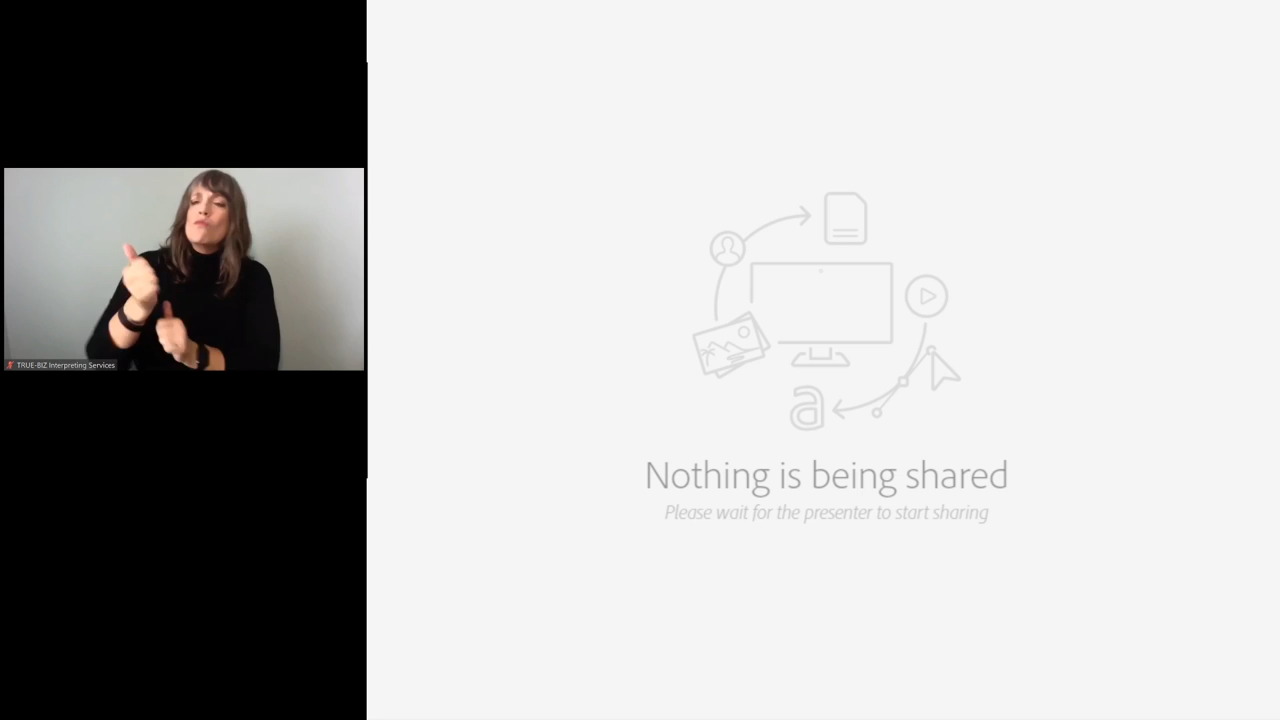 TRUE-BIZ Interpreting Services
a
Nothing is being shared
Please wait for the presenter to start sharing